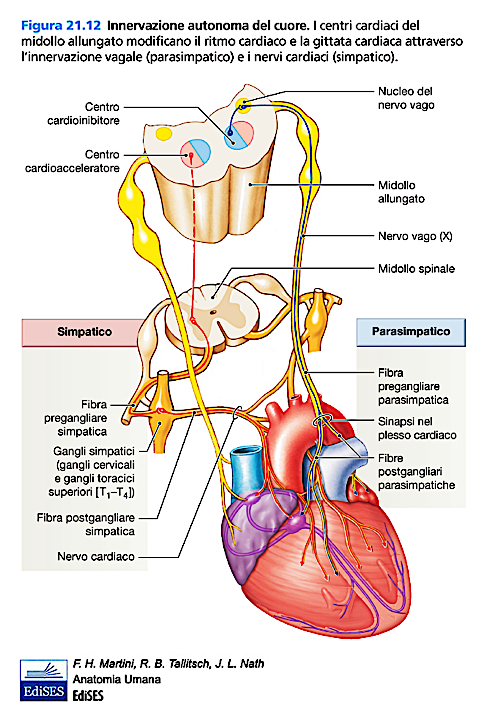 Figura 21.12 Innervazione autonoma del cuore. I centri cardiaci del
midollo allungato modificano il ritmo cardiaco e la gittata cardiaca attraverso
l'innervazione vagale (parasimpatico) e i nervi cardiaci (simpatico).
Nucleo del
nervo vago
Centro
cardioinibitore
Centro
cardioacceleratore
Midollo
allungato
Nervo vago (X)
Midollo spinale
Simpatico
Parasimpatico
Fibra
pregangliare
parasimpatica
Fibra
pregangliare
simpatica
Sinapsi nel
plesso cardiaco
Gangli simpatici
(gangli cervicali
e gangli toracici
superiori [T1–T4])
Fibre
postgangliari
parasimpatiche
Fibra postgangliare
simpatica
Nervo cardiaco
F. H. Martini, R. B. Tallitsch, J. L. Nath
Anatomia Umana
EdiSES
EdiSES